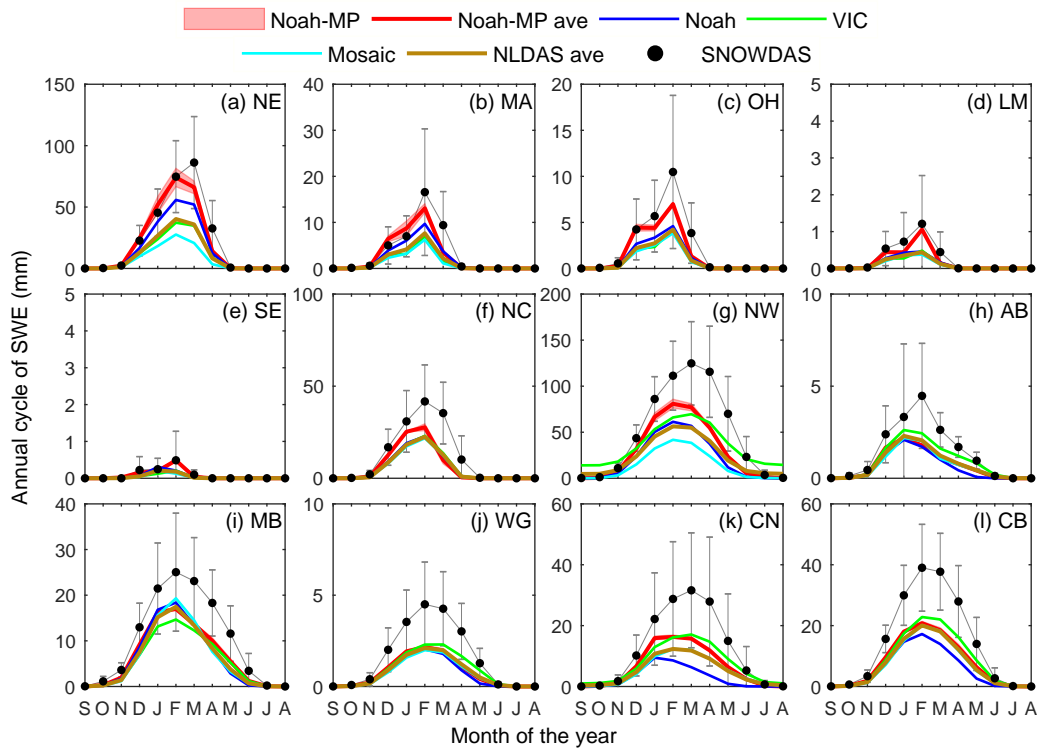 Noah-MP Noah-MP ave Noah VIC
Mosaic NLDAS ave SNOWDAS
Annual cycle of SWE (mm)
(a) NE
150
100
50
0
(b) MA
40
30
20
10
0
(c) OH
20
15
10
5
0
(d) LM
5
4
3
2
1
0
(e) SE
5
4
3
2
1
0
(f) NC
100
50
0
(g) NW
200
150
100
50
0
(h) AB
10
5
0
(i) MB
40
30
20
10
0
S O N D J F M A M J J A
(j) WG
10
5
0
S O N D J F M A M J J A
(k) CN
60
40
20
0
S O N D J F M A M J J A
(l) CB
60
40
20
0
S O N D J F M A M J J A
Month of the year